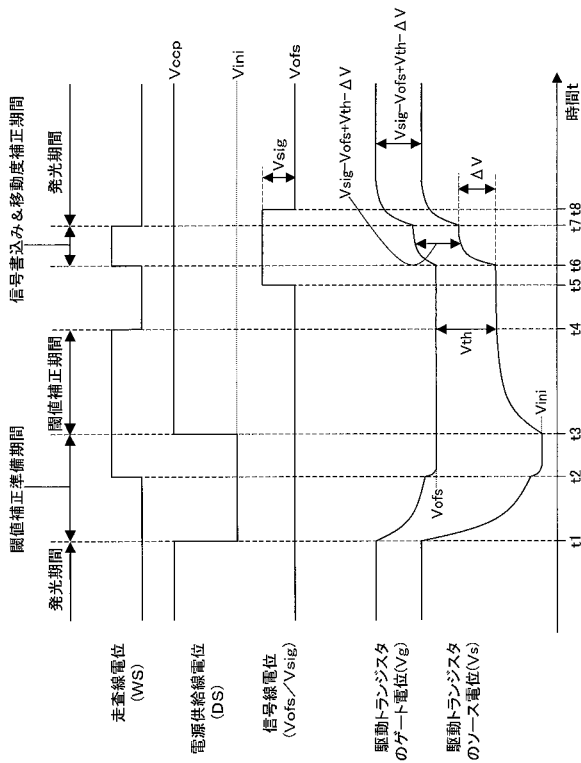 発光期間
閾値補正準備期間
閾値補正期間
信号書込み&移動度補正期間
発光期間
走査線電位
(WS)
電源供給線電位
(DS)
Vccp
Vini
信号線電位
(Vofs/Vsig)
Vsig
Vofs
駆動トランジスタ
のゲート電位(Vg)
Vofs
Vsig-Vofs+Vth-ΔV
Vsig-Vofs+Vth-ΔV
駆動トランジスタ
のソース電位(Vs)
Vini
Vth
ΔV
t1
t2
t3
t4
t5
t6
t7
t8
時間t